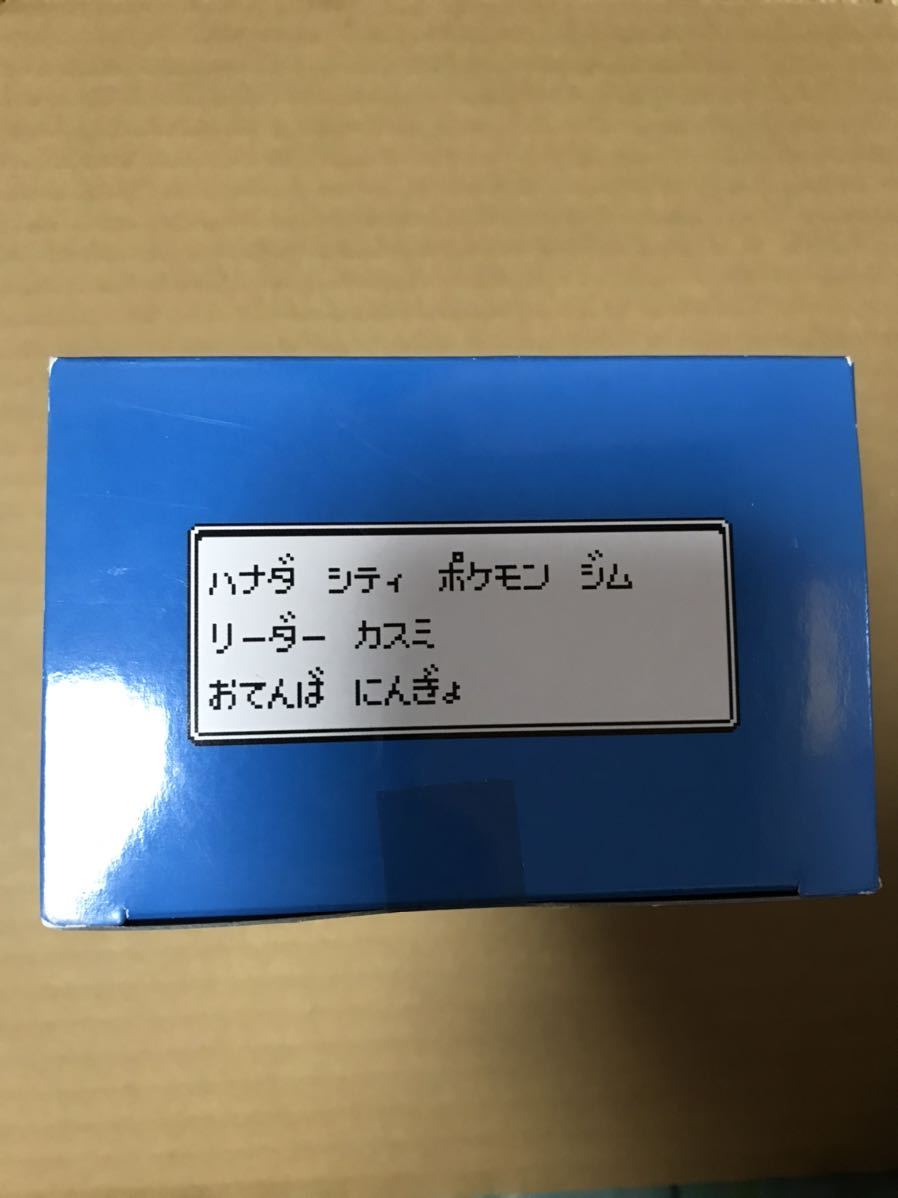 ハナダ シティ ポケモン ジム
リーダー カスミ
おてんば にんぎょ